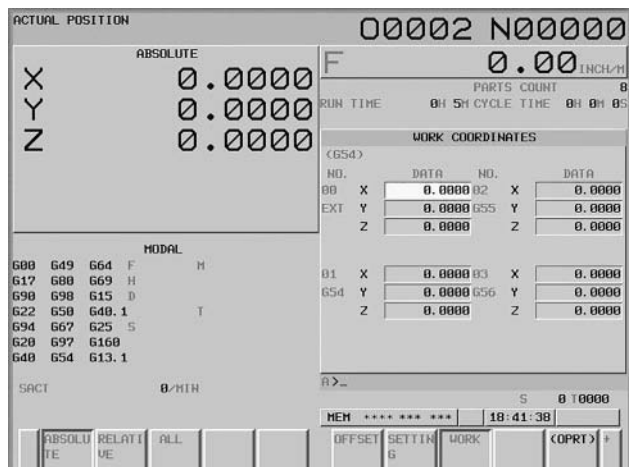 ACTUAL POSITION
O0002 N00000
ABSOLUTE
X 0.0000
Y 0.0000
Z 0.0000
F 0.00 INCH/M
PARTS COUNT 8
RUN TIME 0H 5M CYCLE TIME 0H 0M 0S
WORK COORDINATES
(G54)
NO. DATA NO. DATA
00 X 0.0000 02 X 0.0000
EXT Y 0.0000 G55 Y 0.0000
Z 0.0000 Z 0.0000
01 X 0.0000 03 X 0.0000
G54 Y 0.0000 G56 Y 0.0000
Z 0.0000 Z 0.0000
MODAL
G00 G49 G64 F M
G17 G80 G69 H
G90 G98 G15 D
G22 G50 G40.1 T
G94 G67 G25 S
G20 G97 G160
G40 G54 G13.1
SACT 0/MIN
A>_
S 0 T0000
MEM **** *** *** 18:41:38
ABSOLUTE RELATIVE ALL OFFSET SETTING WORK (OPRT) +